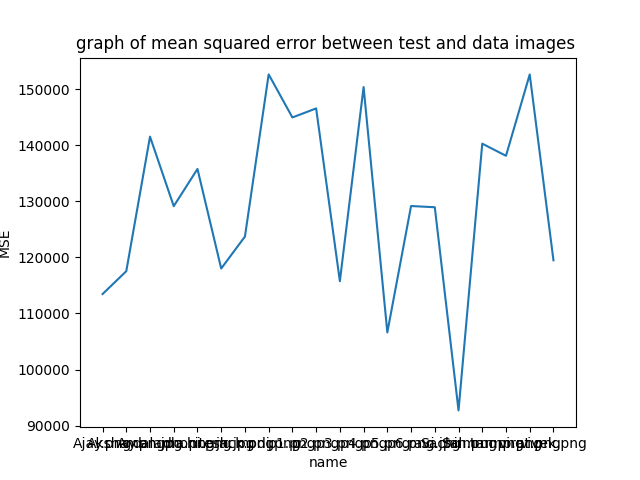 graph of mean squared error between test and data images
150000
140000
130000
120000
110000
100000
90000
MSE
name